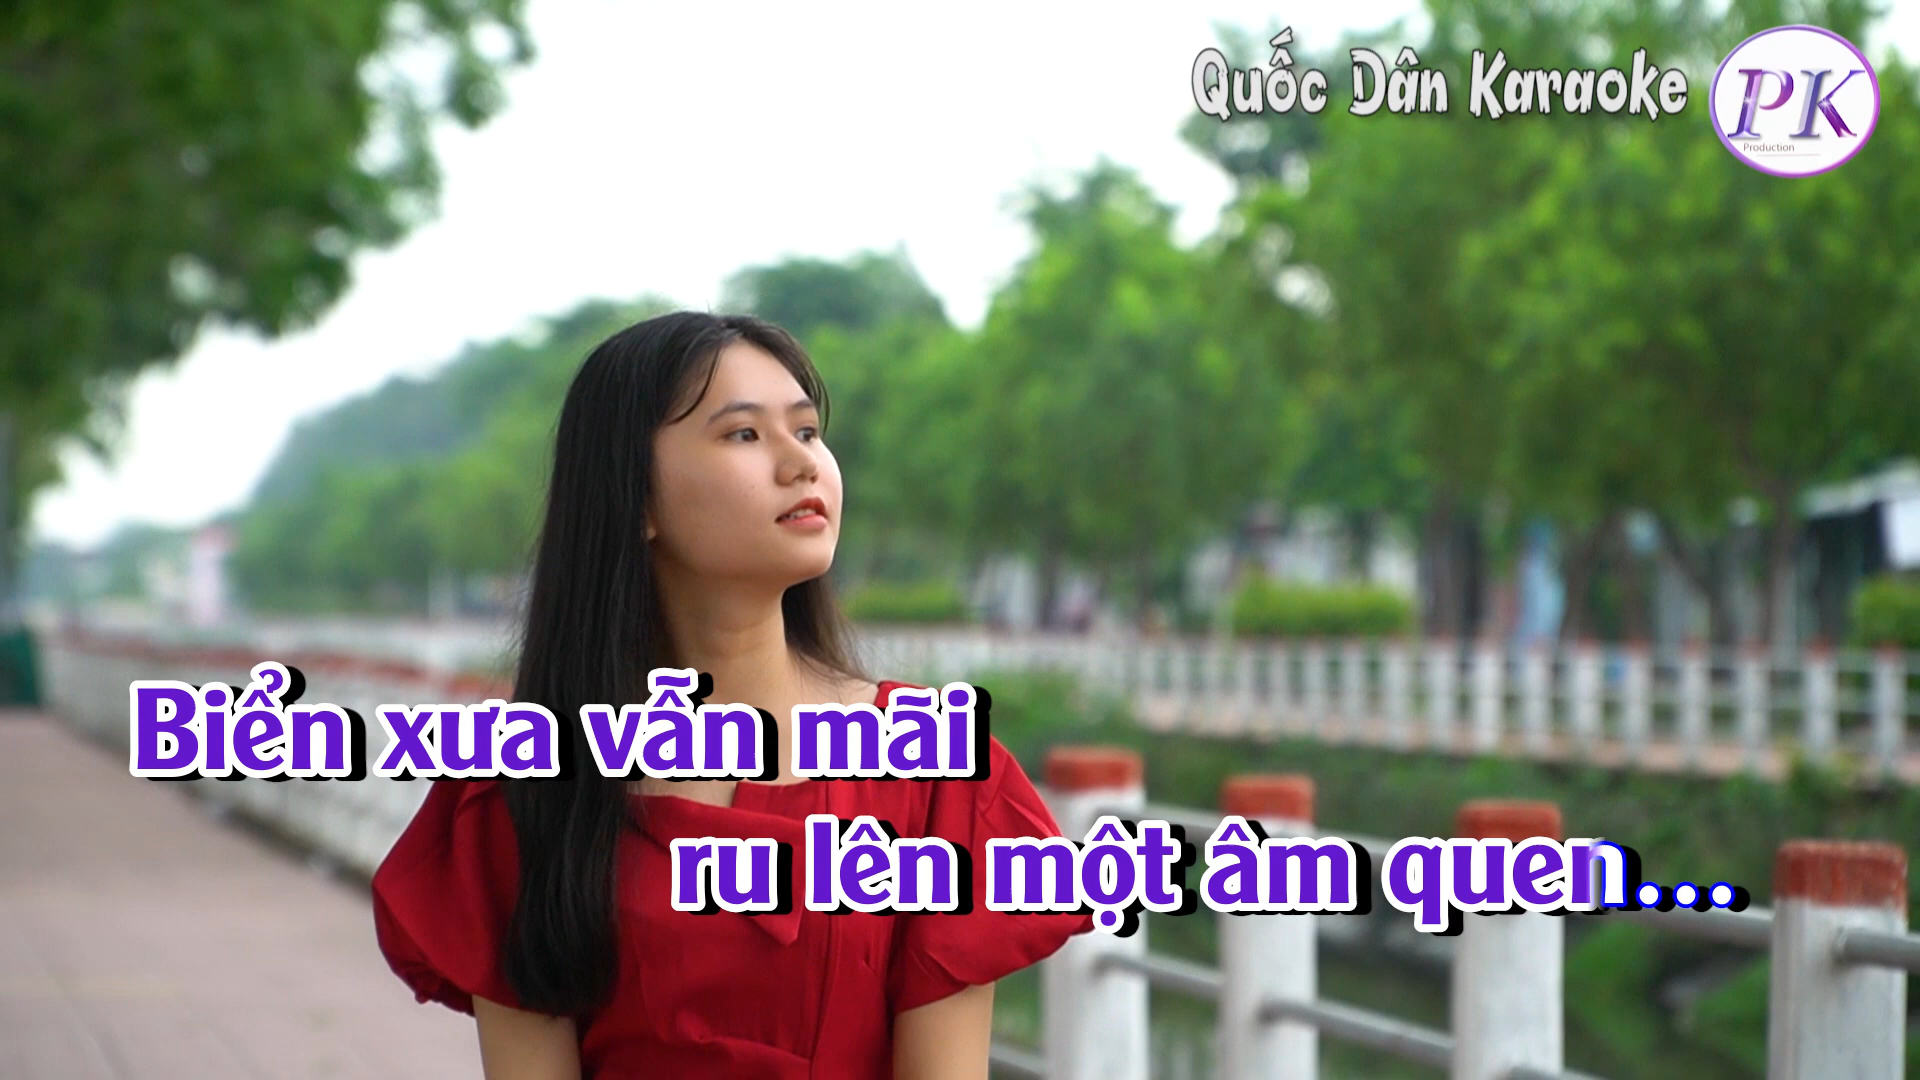 Quốc Dân Karaoke
PK
Production
Biển xưa vẫn mãi
ru lên một âm quen...